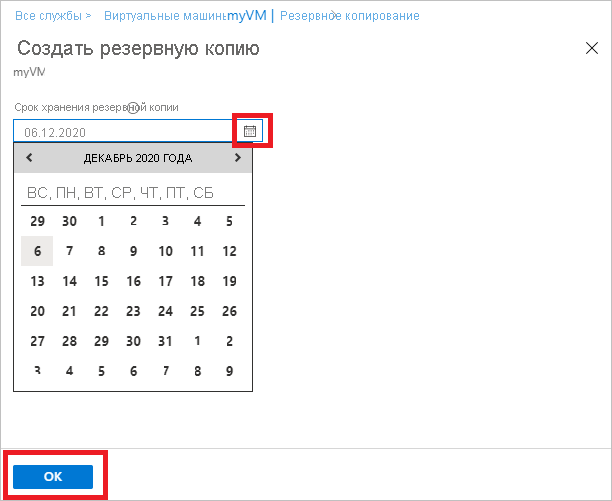 Все службы > Виртуальные машины myVM | Резервное копирование >
Создать резервную копию
myVM
Срок хранения резервной копии
06.12.2020
ДЕКАБРЬ 2020 ГОДА
ВС, ПН, ВТ, СР, ЧТ, ПТ, СБ
29 30 1 2 3 4 5
6 7 8 9 10 11 12
13 14 15 16 17 18 19
20 21 22 23 24 25 26
27 28 29 30 31 1 2
3 4 5 6 7 8 9
ОК